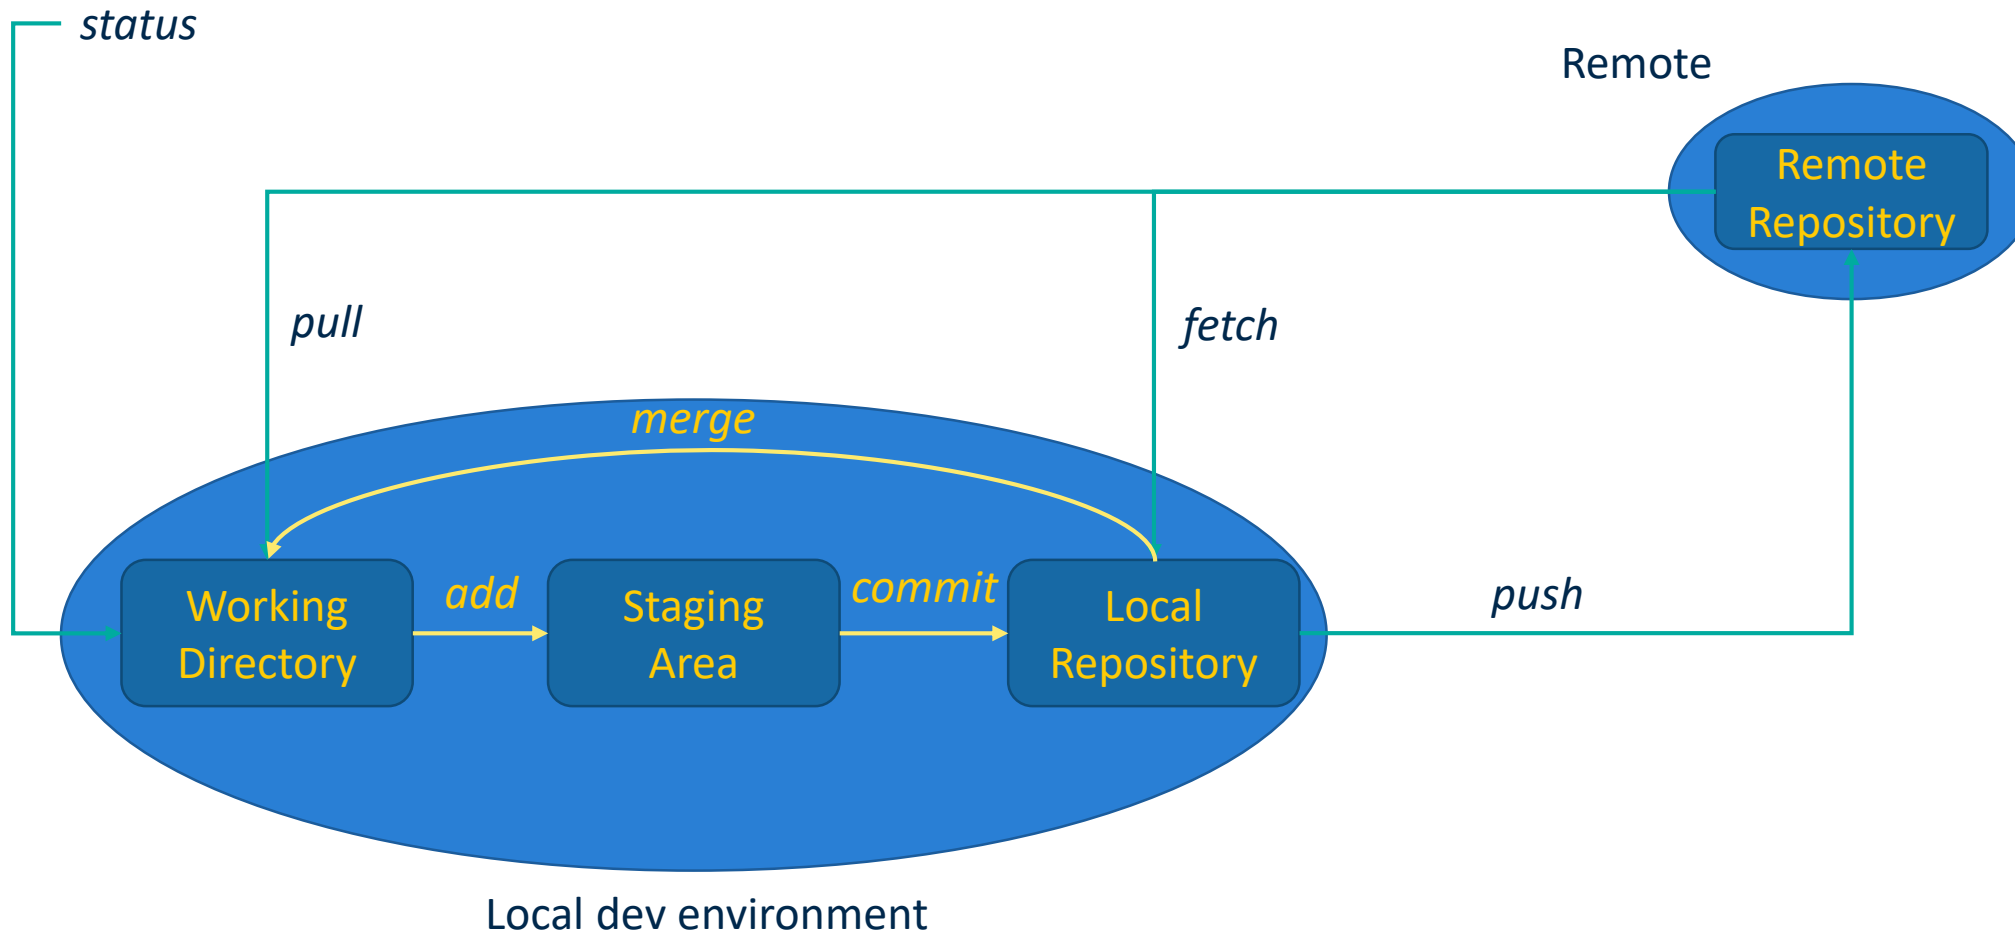 status
Remote
Remote
Repository
pull
fetch
merge
add
commit
Working
Directory
Staging
Area
Local
Repository
push
Local dev environment